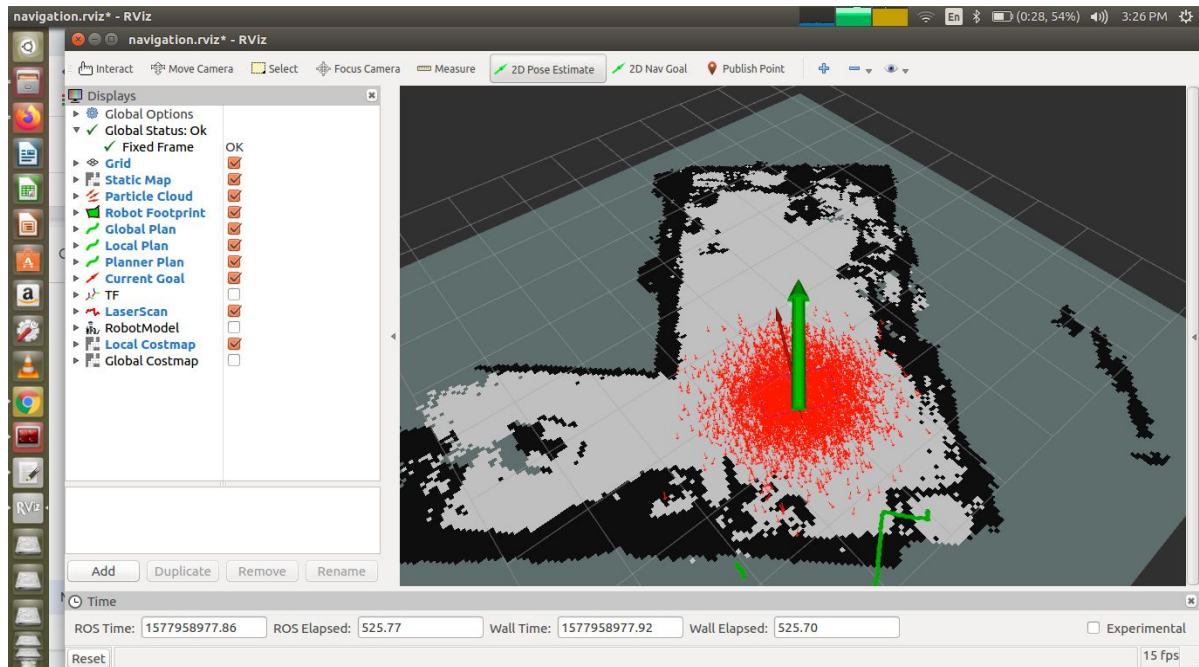 navigation.rviz* - RViz
En (0:28, 54%) 3:26 PM
navigation.rviz* - RViz
Interact Move Camera Select Focus Camera Measure 2D Pose Estimate 2D Nav Goal Publish Point
Displays
Global Options
Global Status: Ok
Fixed Frame OK
Grid
Static Map
Particle Cloud
Robot Footprint
Global Plan
Local Plan
Planner Plan
Current Goal
TF
LaserScan
RobotModel
Local Costmap
Global Costmap
a
RViz
Add Duplicate Remove Rename
Time
ROS Time: 1577958977.86 ROS Elapsed: 525.77 Wall Time: 1577958977.92 Wall Elapsed: 525.70 Experimental
Reset 15 fps